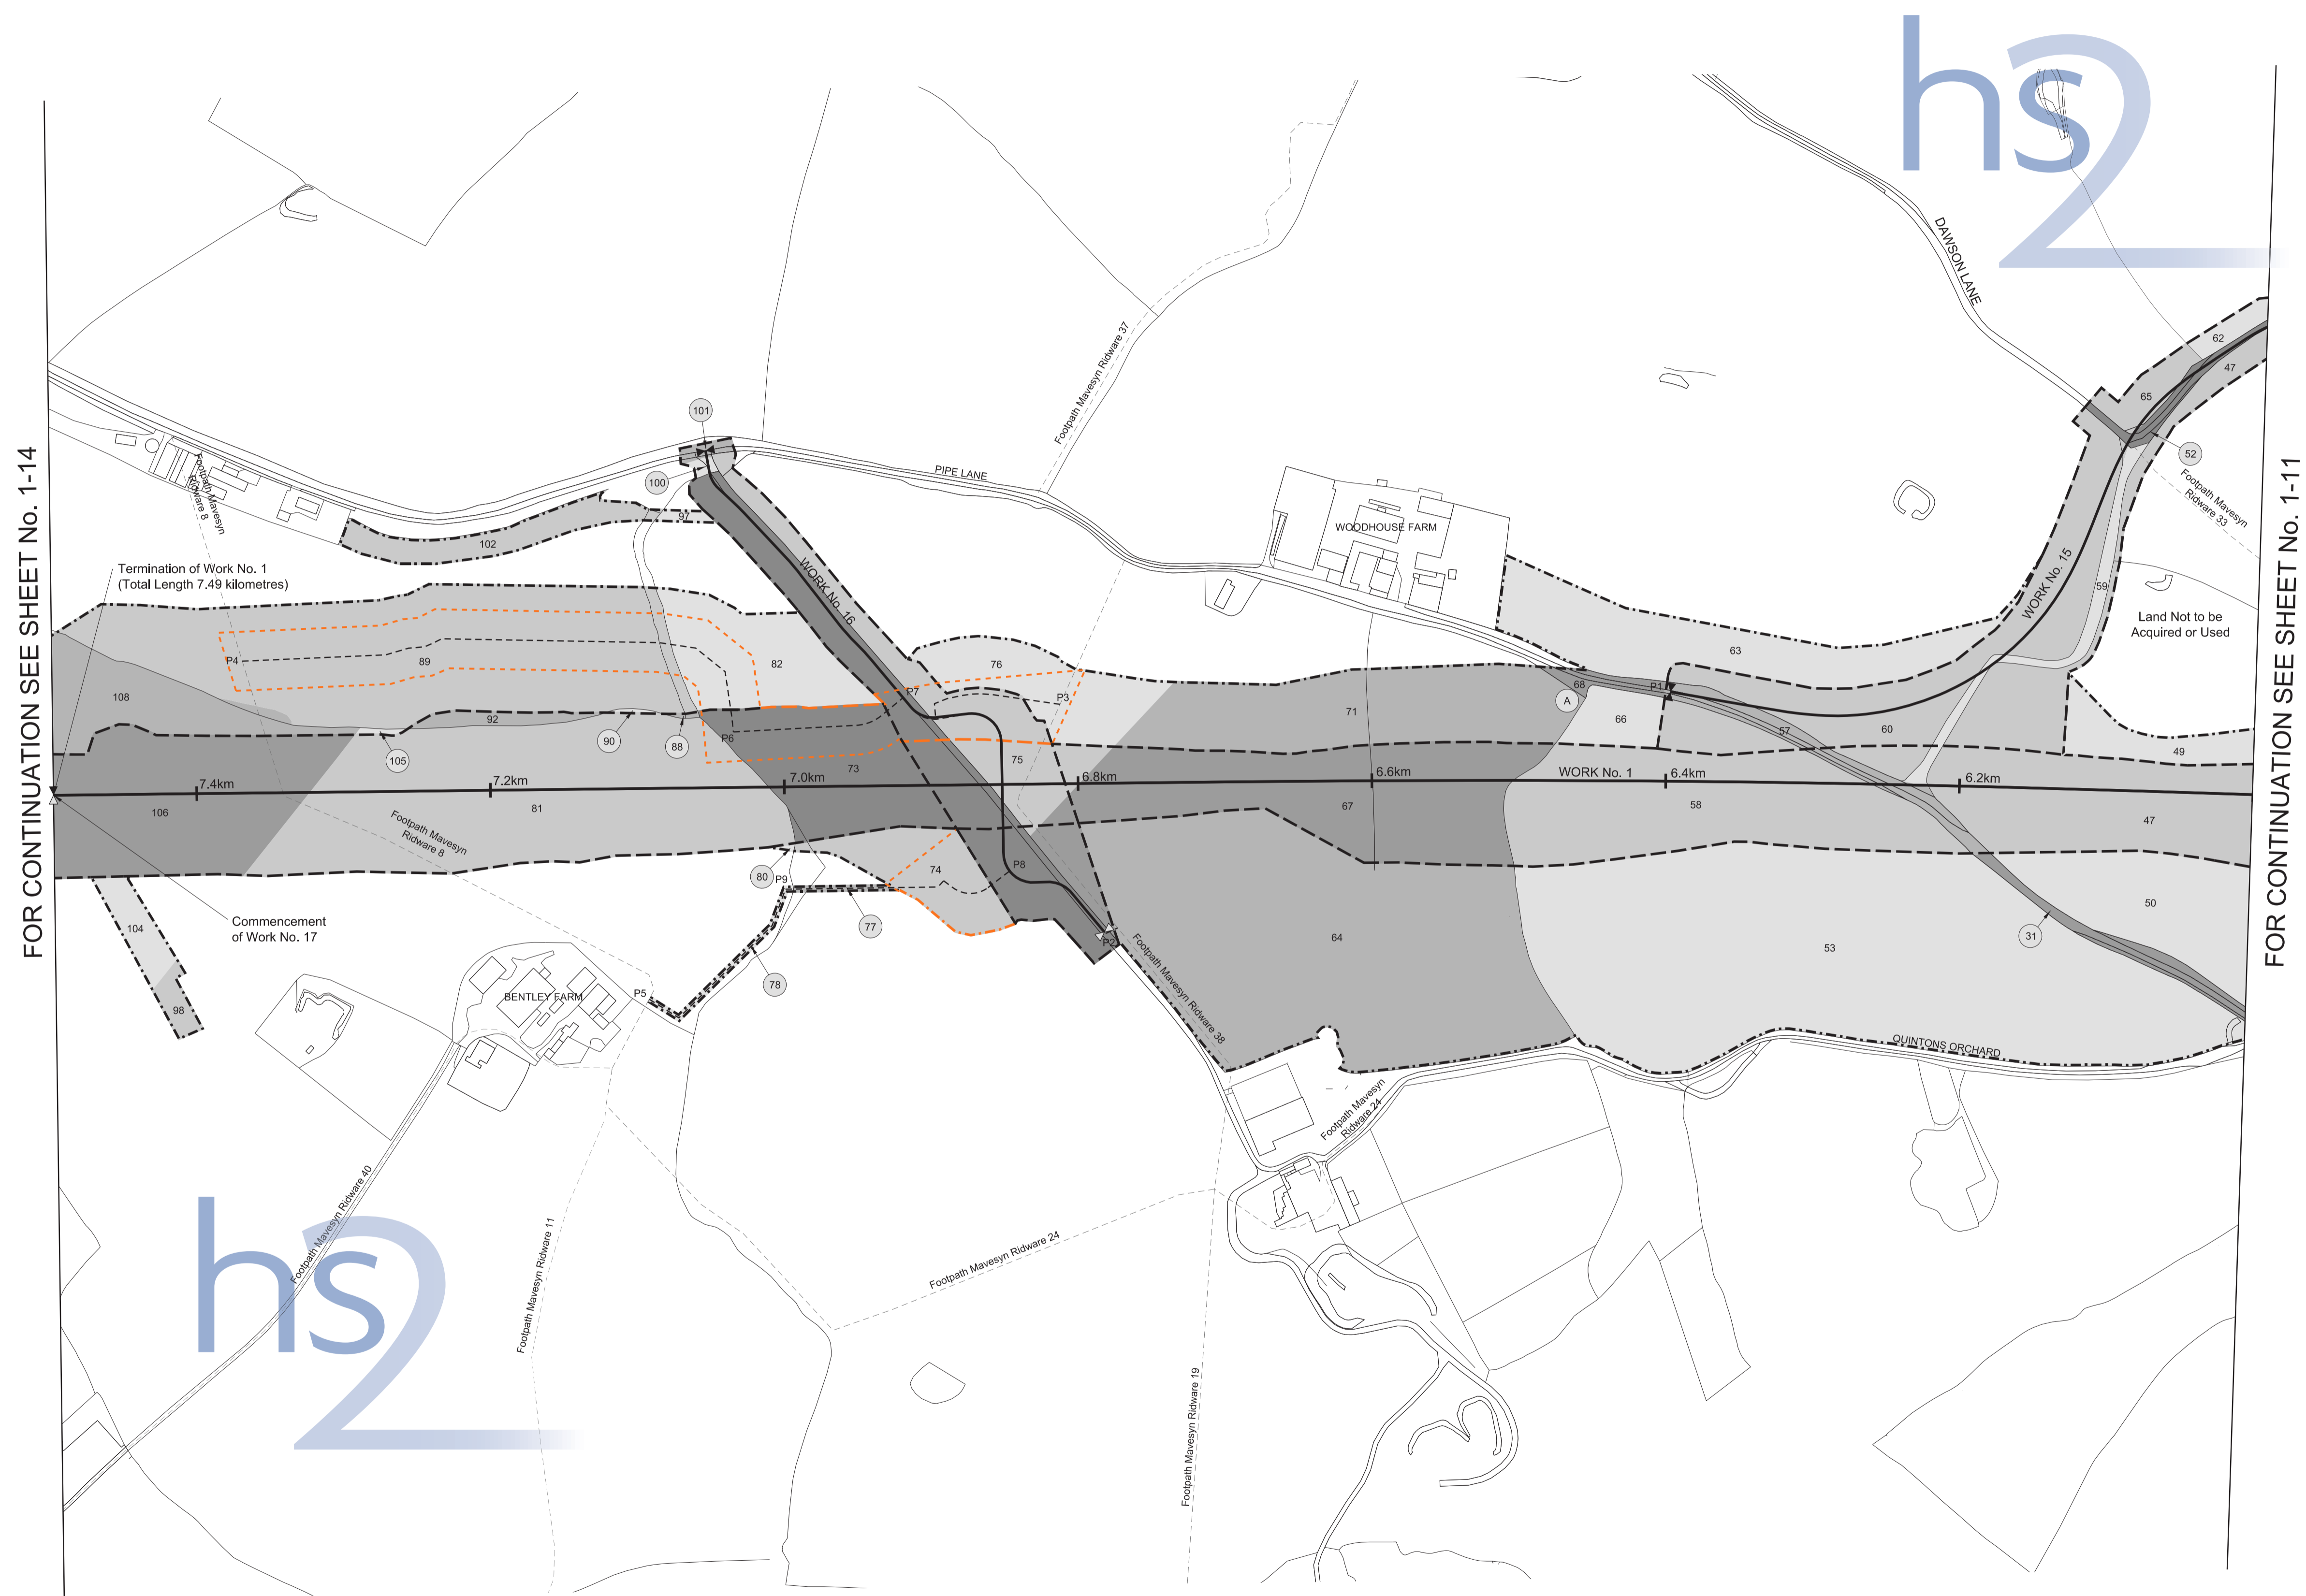 hs2
DAWSON LANE
62
47
65
52
Footpath Mavesyn
Ridware 33
Footpath Mavesyn Ridware 37
101
PIPE LANE
100
97
102
Footpath Mavesyn
Ridware 8
WOODHOUSE FARM
FOR CONTINUATION SEE SHEET No. 1-14
FOR CONTINUATION SEE SHEET No. 1-11
Termination of Work No. 1
(Total Length 7.49 kilometres)
WORK No. 16
WORK No. 15
59
Land Not to be
Acquired or Used
63
P4
89
82
76
P7
P3
68
P1
A
108
92
71
66
57
60
90
88
P6
105
49
73
75
7.4km
7.2km
7.0km
6.8km
6.6km
WORK No. 1
6.4km
6.2km
106
81
67
58
47
Footpath Mavesyn
Ridware 8
80
P9
74
P8
77
50
Commencement
of Work No. 17
104
98
78
P5
BENTLEY FARM
P2
Footpath Mavesyn Ridware 38
64
53
31
QUINTONS ORCHARD
Footpath Mavesyn
Ridware 24
Footpath Mavesyn Ridware 40
Footpath Mavesyn Ridware 11
Footpath Mavesyn Ridware 24
Footpath Mavesyn Ridware 19
hs2